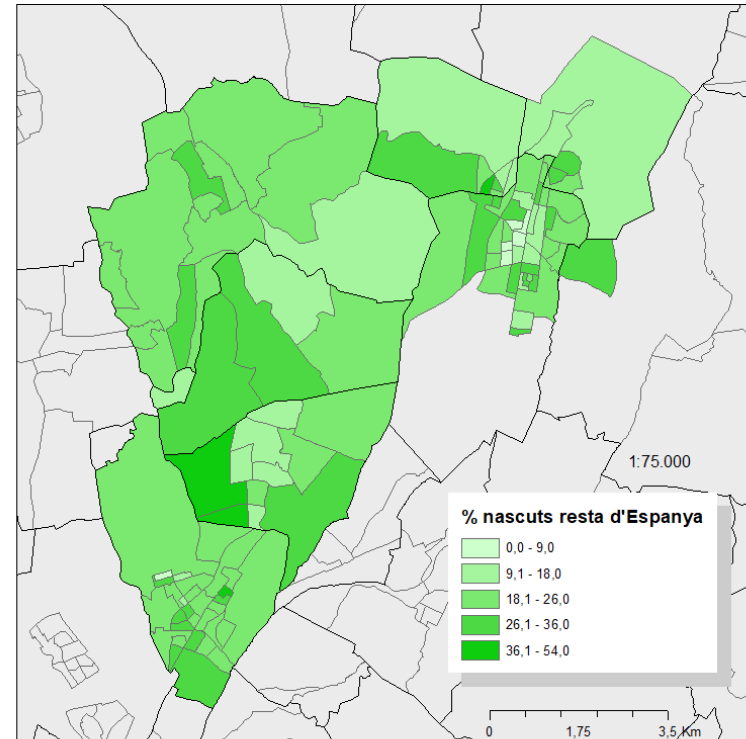 1:75.000
% nascuts resta d'Espanya
0,0 - 9,0
9,1 - 18,0
18,1 - 26,0
26,1 - 36,0
36,1 - 54,0
0 1,75 3,5 Km